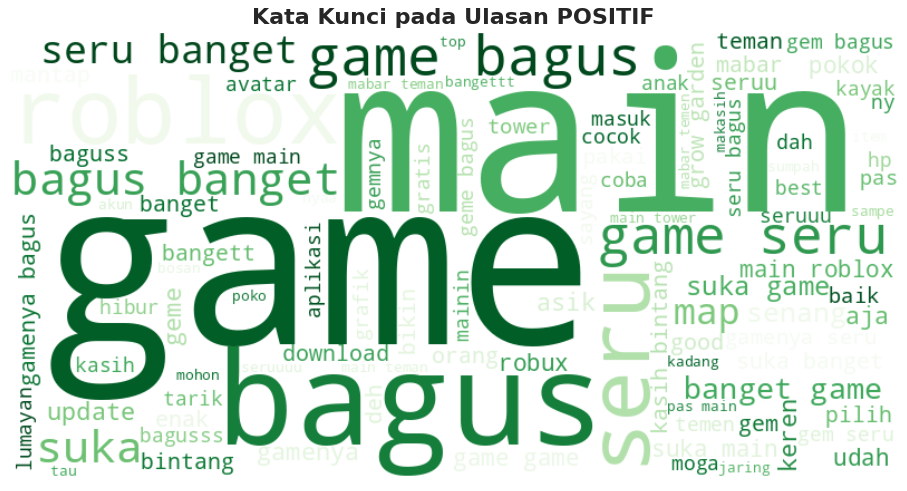 Kata Kunci pada Ulasan POSITIF
seru banget
game bagus
top
teman
gem bagus
mantap
avatar
mabar teman
bangettt
anak
mabar
pokok
seruu
kayak
roblox
main
ny
tower
masuk
cocok
grow garden
mabar temen
makasih
dah
item
baguss
game main
gemnya
gratis
geme bagus
pakai
seru bagus
sumpah
hp
bagus banget
coba
best
pas
akun
banget
sayang
main tower
seruuu
sampe
game
game seru
bangett
bosan
aplikasi
lumayan
gamenya bagus
main roblox
suka game
baik
hibur
geme
poko
grafik
bikin
mainin
asik
seru
bintang
map
senang
aja
gamenya seru
download
orang
robux
good
suka banget
kasih
seruuuu
main teman
kadang
mohon
bagus
kasih
banget game
update
tarik
deh
pas main
pilih
enak
temen
gem
keren
gem seru
suka
bagusss
gamenya
game game
suka main
udah
bintang
moga
jaring
tau